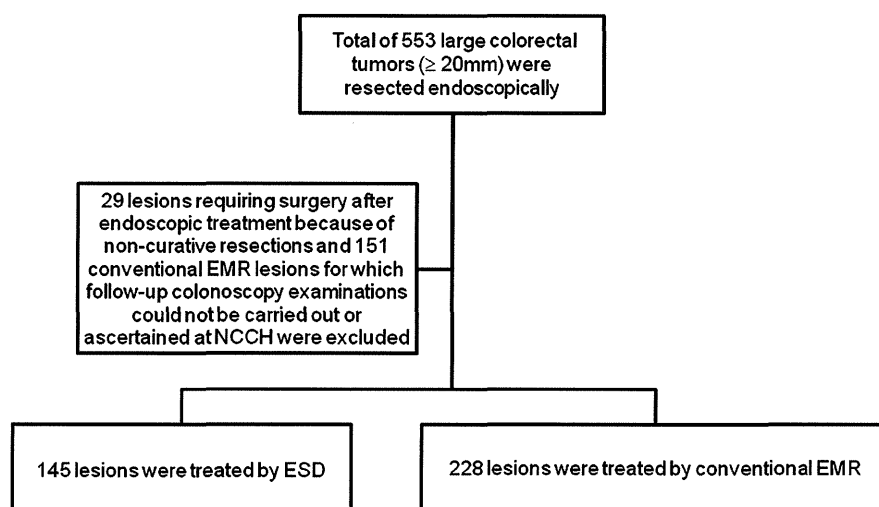 Total of 553 large colorectal
tumors (≥ 20mm) were
resected endoscopically
29 lesions requiring surgery after
endoscopic treatment because of
non-curative resections and 151
conventional EMR lesions for which
follow-up colonoscopy examinations
could not be carried out or
ascertained at NCCH were excluded
145 lesions were treated by ESD
228 lesions were treated by conventional EMR